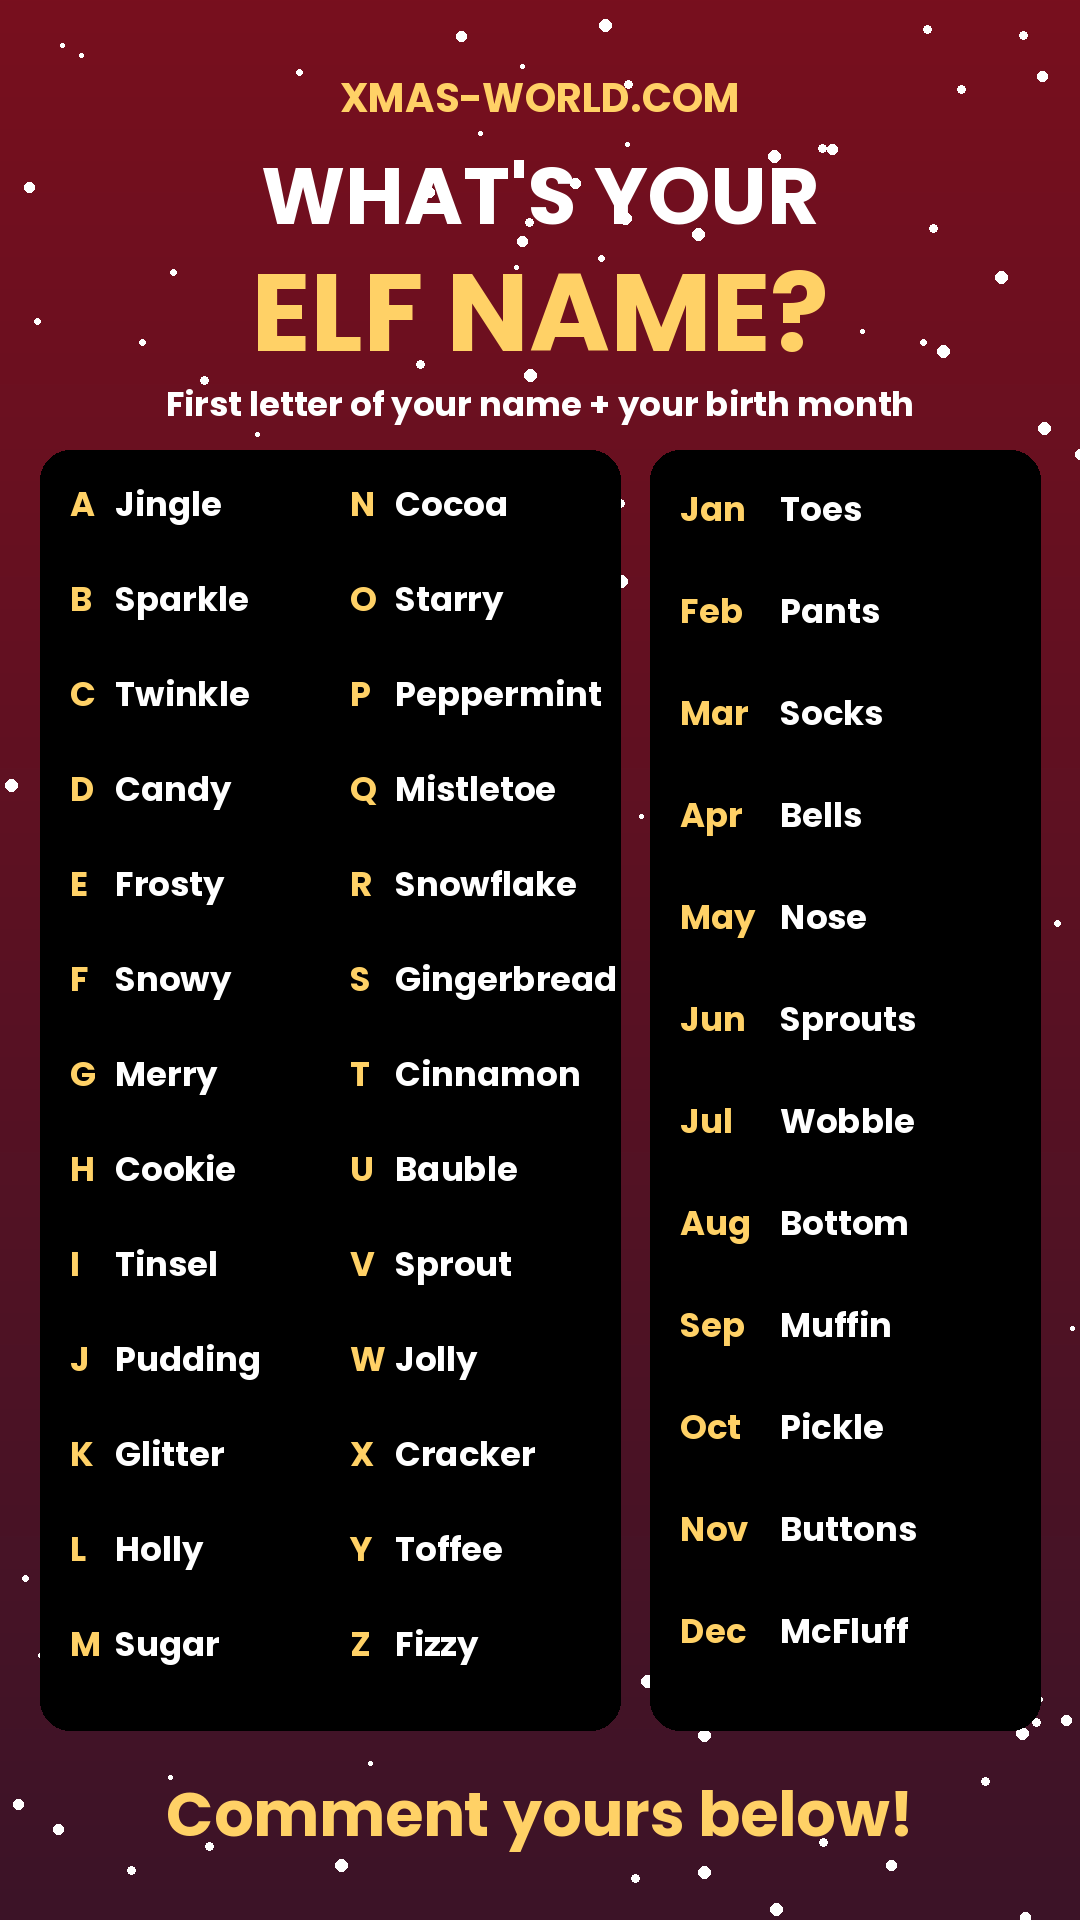 XMAS-WORLD.COM
WHAT'S YOUR
ELF NAME?
First letter of your name + your birth month
A Jingle
B Sparkle
C Twinkle
D Candy
E Frosty
F Snowy
G Merry
H Cookie
I Tinsel
J Pudding
K Glitter
L Holly
M Sugar
N Cocoa
O Starry
P Peppermint
Q Mistletoe
R Snowflake
S Gingerbread
T Cinnamon
U Bauble
V Sprout
W Jolly
X Cracker
Y Toffee
Z Fizzy
Jan Toes
Feb Pants
Mar Socks
Apr Bells
May Nose
Jun Sprouts
Jul Wobble
Aug Bottom
Sep Muffin
Oct Pickle
Nov Buttons
Dec McFluff
Comment yours below!